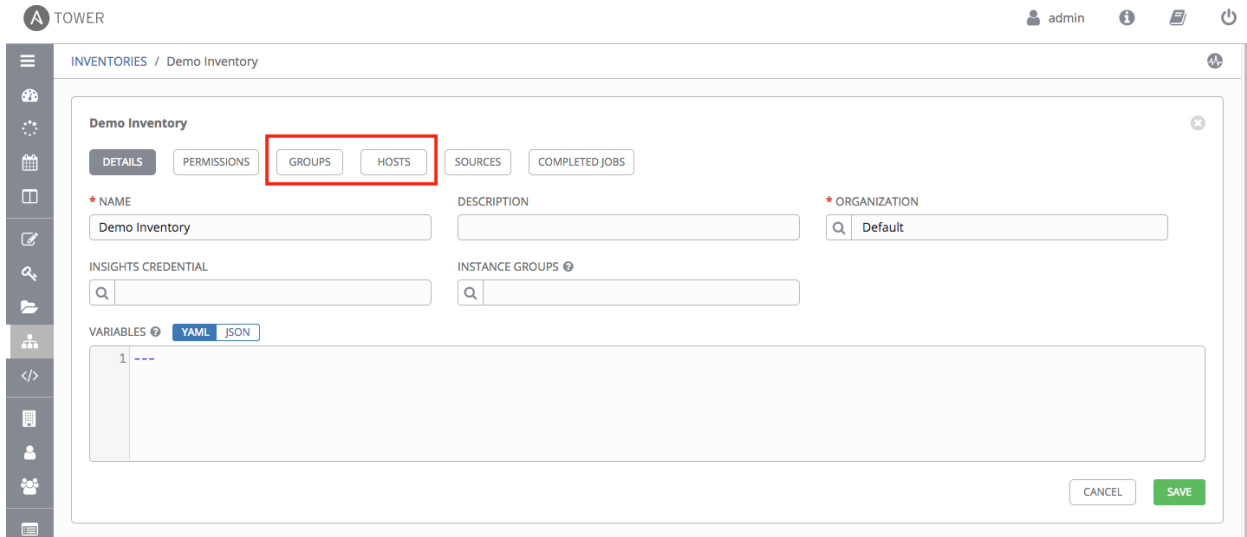 A TOWER admin
INVENTORIES / Demo Inventory
Demo Inventory
DETAILS PERMISSIONS GROUPS HOSTS SOURCES COMPLETED JOBS
* NAME DESCRIPTION * ORGANIZATION
Demo Inventory Default
INSIGHTS CREDENTIAL INSTANCE GROUPS
VARIABLES YAML JSON
1 ---
CANCEL SAVE